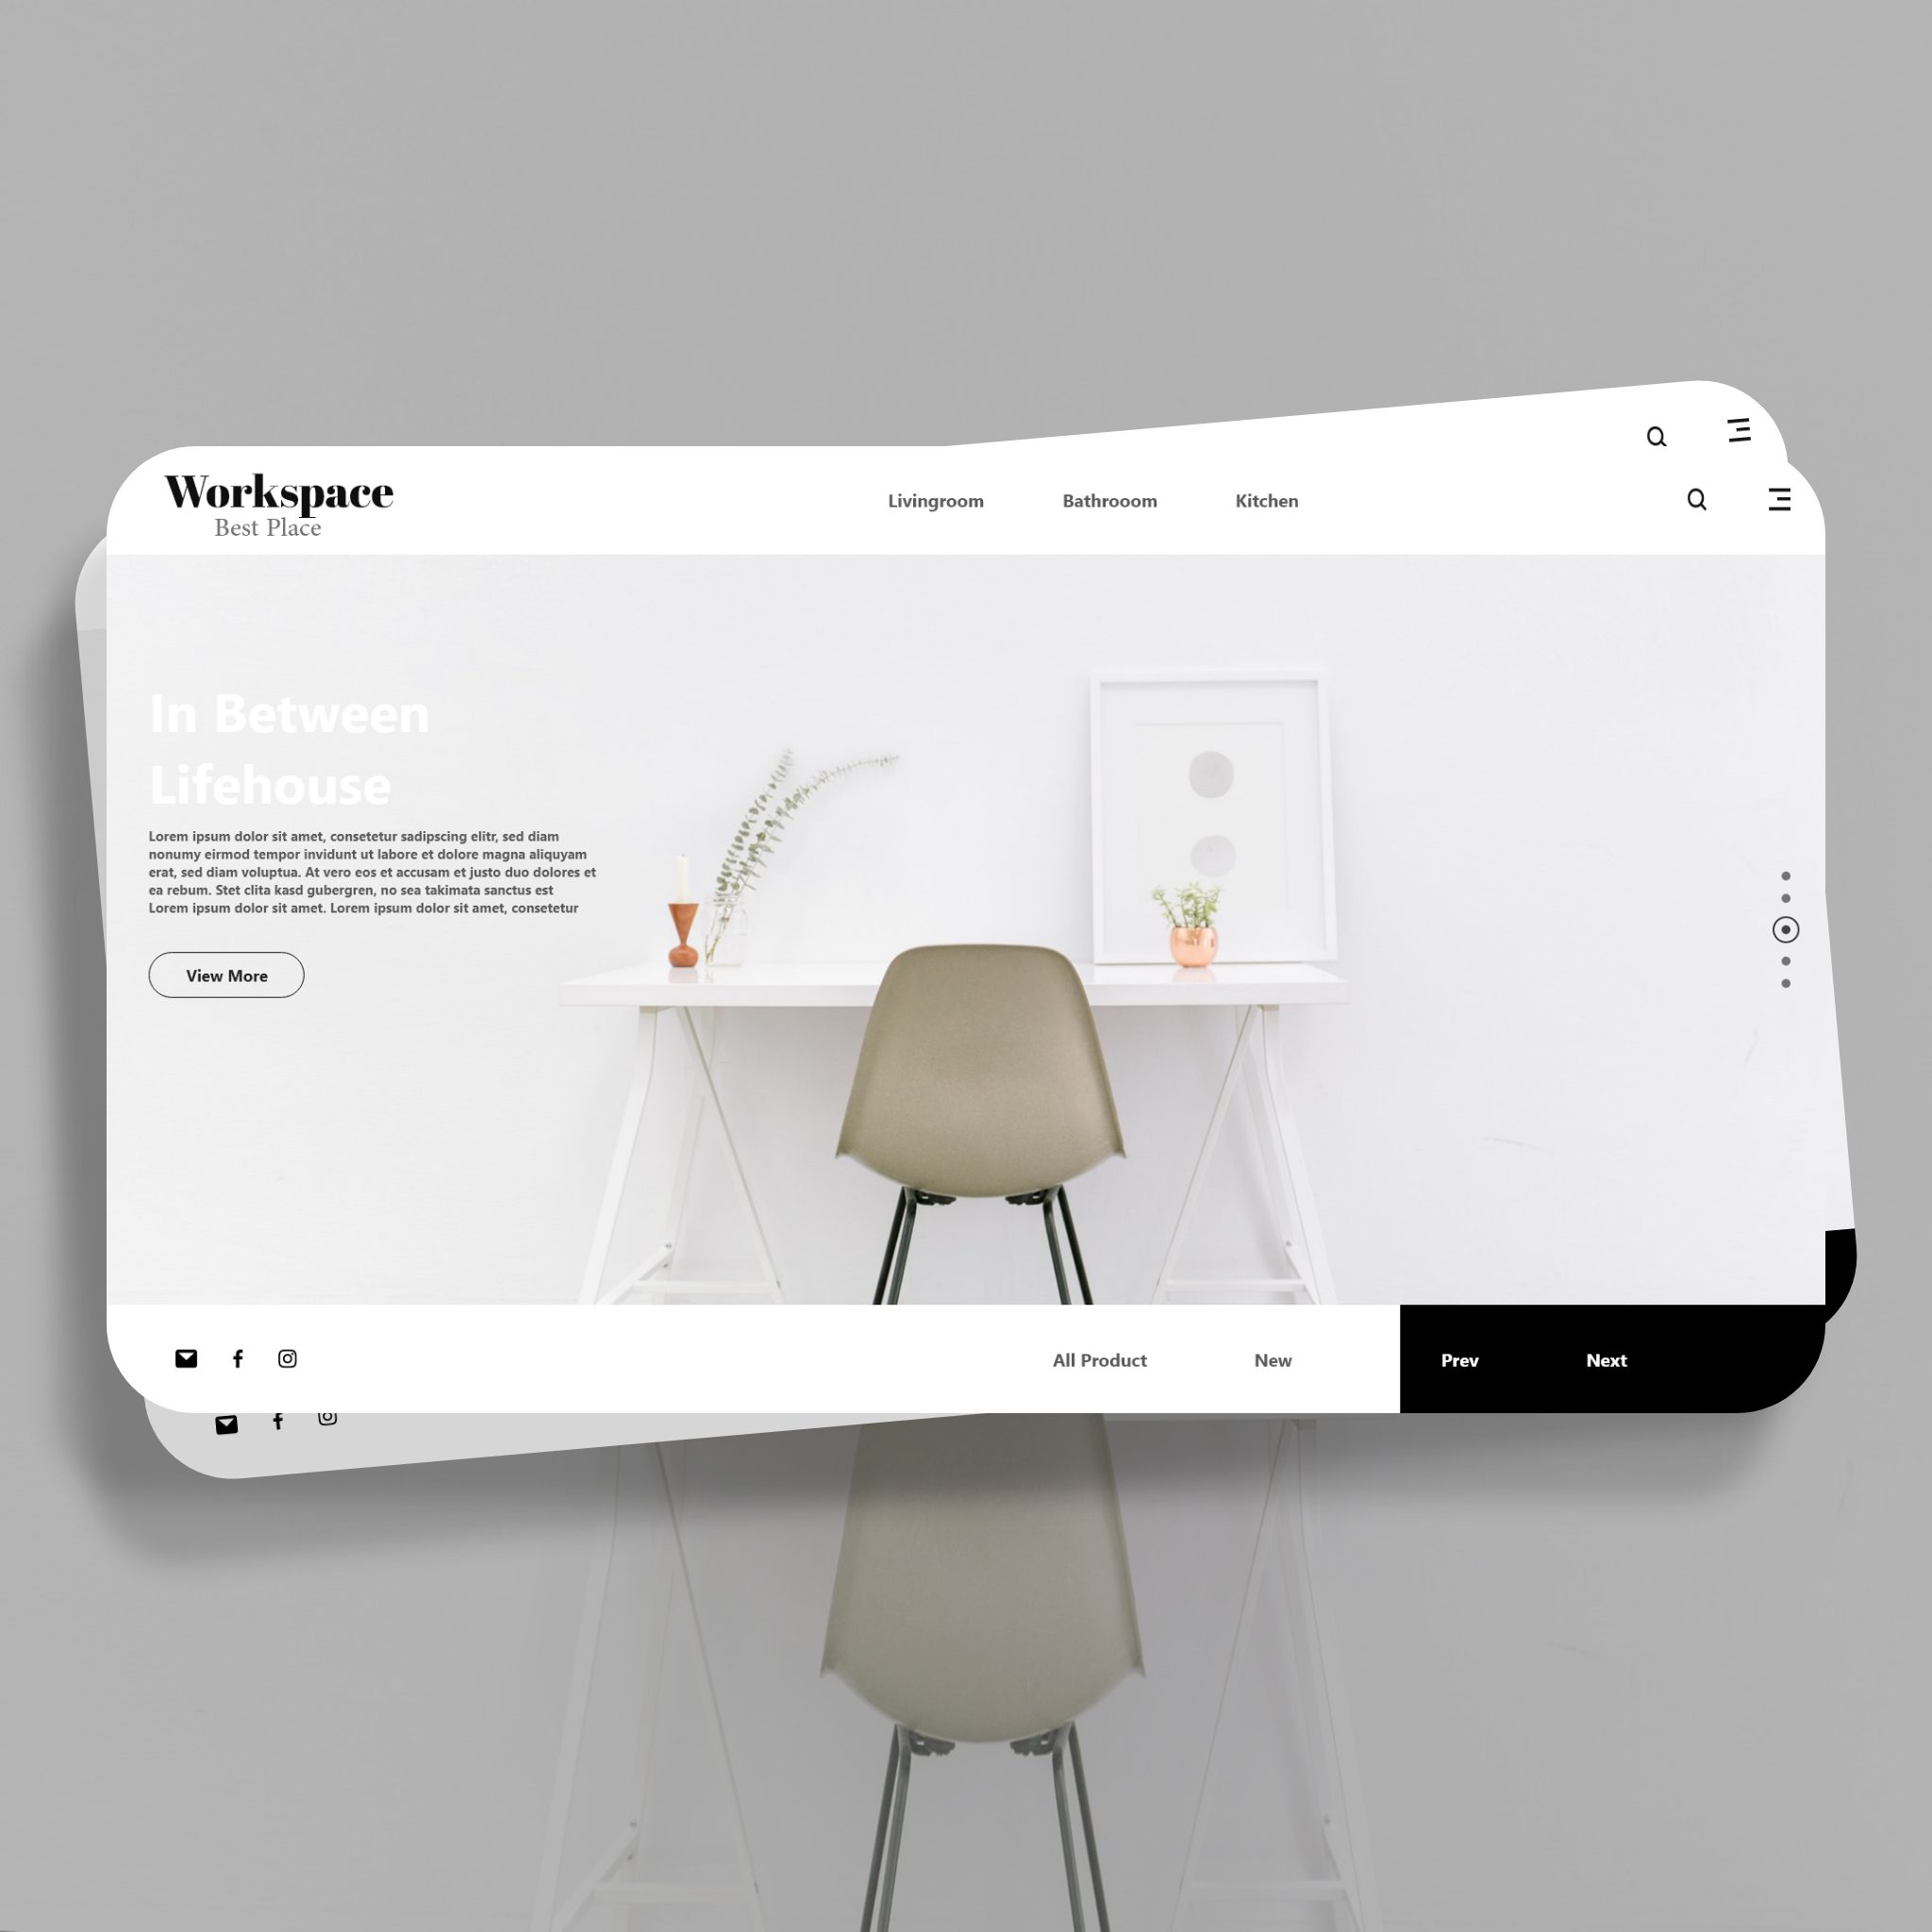 Workspace
Best Place
Livingroom
Bathrooom
Kitchen
In Between
Lifehouse
Lorem ipsum dolor sit amet, consetetur sadipscing elitr, sed diam
nonumy eirmod tempor invidunt ut labore et dolore magna aliquyam
erat, sed diam voluptua. At vero eos et accusam et justo duo dolores et
ea rebum. Stet clita kasd gubergren, no sea takimata sanctus est
Lorem ipsum dolor sit amet. Lorem ipsum dolor sit amet, consetetur
View More
All Product
New
Prev
Next